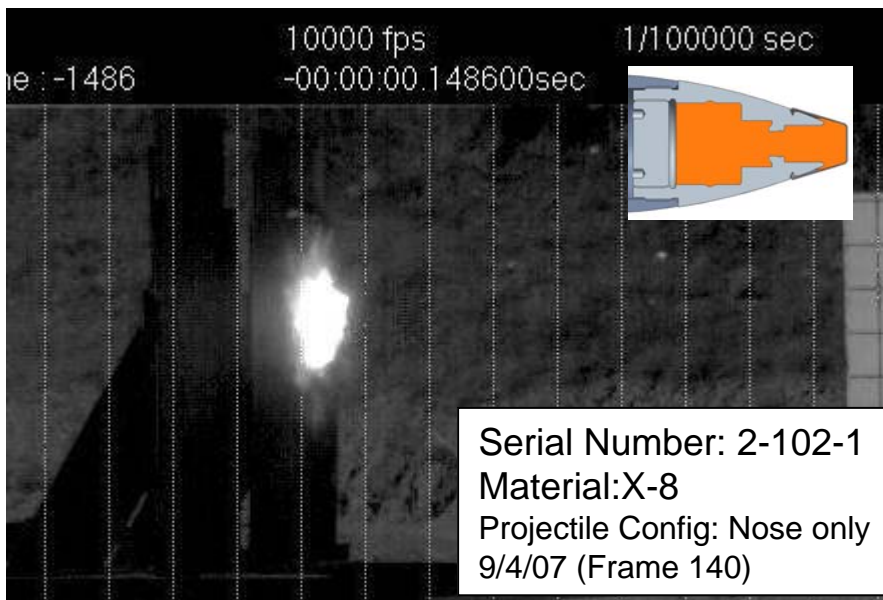 10000 fps
1/100000 sec
ne : -1486
-00:00:00.148600sec
Serial Number: 2-102-1
Material:X-8
Projectile Config: Nose only
9/4/07 (Frame 140)